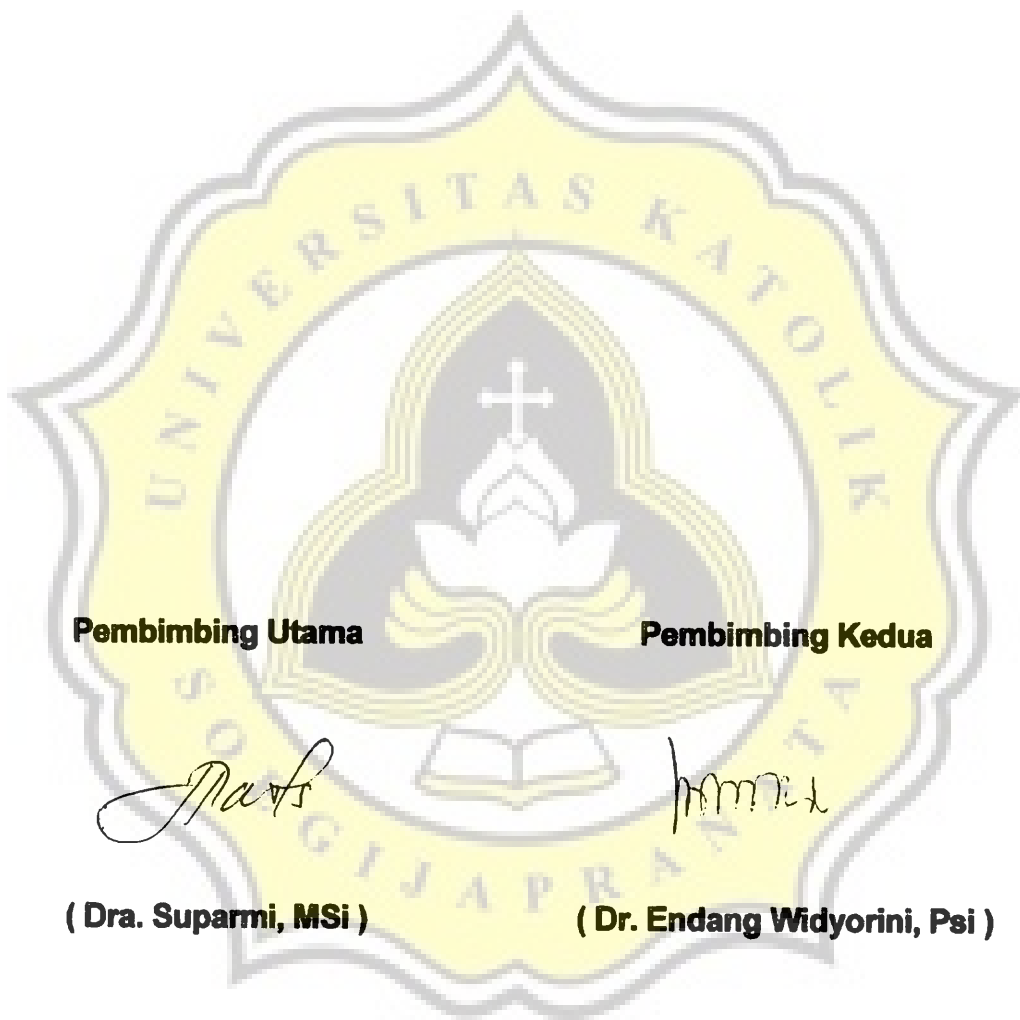 UNIVERSITAS KATOLIK
Pembimbing Utama Pembimbing Kedua
SOEGIJAPRANATA
( Dra. Suparmi, MSi ) ( Dr. Endang Widyorini, Psi )